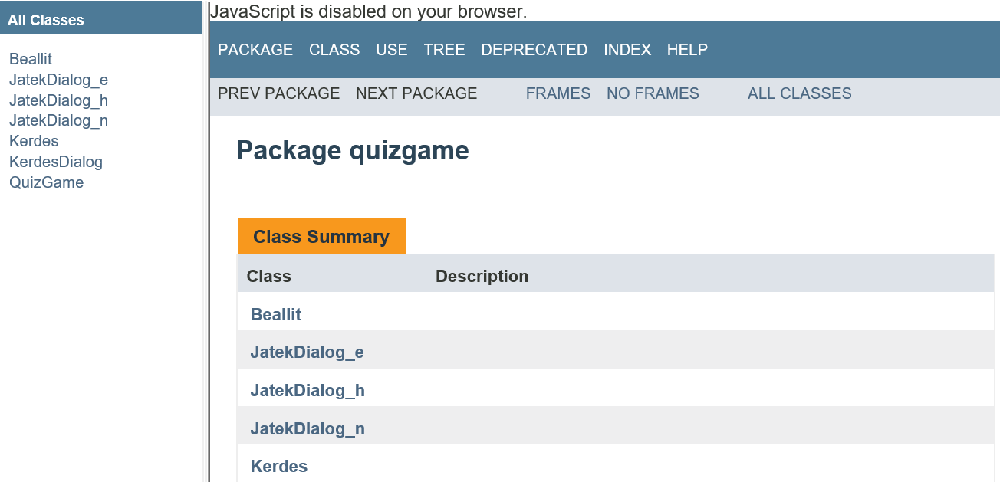 All Classes
Beallit
JatekDialog_e
JatekDialog_h
JatekDialog_n
Kerdes
KerdesDialog
QuizGame
JavaScript is disabled on your browser.
PACKAGE CLASS USE TREE DEPRECATED INDEX HELP
PREV PACKAGE NEXT PACKAGE FRAMES NO FRAMES ALL CLASSES
Package quizgame
Class Summary
Class Description
Beallit
JatekDialog_e
JatekDialog_h
JatekDialog_n
Kerdes